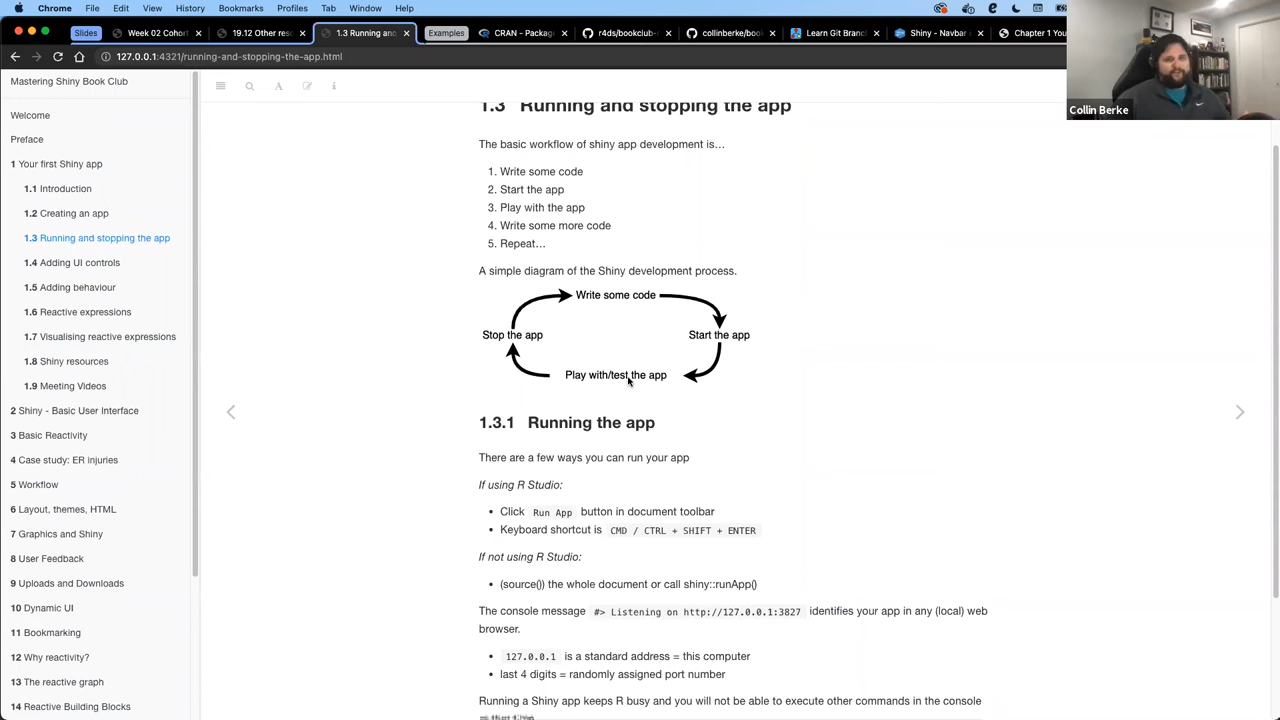 Chrome File Edit View History Bookmarks Profiles Tab Window Help
Slides Week 02 Cohort 19.12 Other res 1.3 Running and Examples CRAN - Package r4ds/bookclub- collinberke/book Learn Git Branch Shiny - Navbar Chapter 1 You
127.0.0.1:4321/running-and-stopping-the-app.html
Mastering Shiny Book Club
Welcome
Preface
1 Your first Shiny app
1.1 Introduction
1.2 Creating an app
1.3 Running and stopping the app
1.4 Adding UI controls
1.5 Adding behaviour
1.6 Reactive expressions
1.7 Visualising reactive expressions
1.8 Shiny resources
1.9 Meeting Videos
2 Shiny - Basic User Interface
3 Basic Reactivity
4 Case study: ER injuries
5 Workflow
6 Layout, themes, HTML
7 Graphics and Shiny
8 User Feedback
9 Uploads and Downloads
10 Dynamic UI
11 Bookmarking
12 Why reactivity?
13 The reactive graph
14 Reactive Building Blocks
1.3 Running and stopping the app
The basic workflow of shiny app development is…
1. Write some code
2. Start the app
3. Play with the app
4. Write some more code
5. Repeat…
A simple diagram of the Shiny development process.
Write some code
Stop the app
Start the app
Play with/test the app
1.3.1 Running the app
There are a few ways you can run your app
If using R Studio:
• Click Run App button in document toolbar
• Keyboard shortcut is CMD / CTRL + SHIFT + ENTER
If not using R Studio:
• (source()) the whole document or call shiny::runApp()
The console message #> Listening on http://127.0.0.1:3827 identifies your app in any (local) web
browser.
• 127.0.0.1 is a standard address = this computer
• last 4 digits = randomly assigned port number
Running a Shiny app keeps R busy and you will not be able to execute other commands in the console
Collin Berke